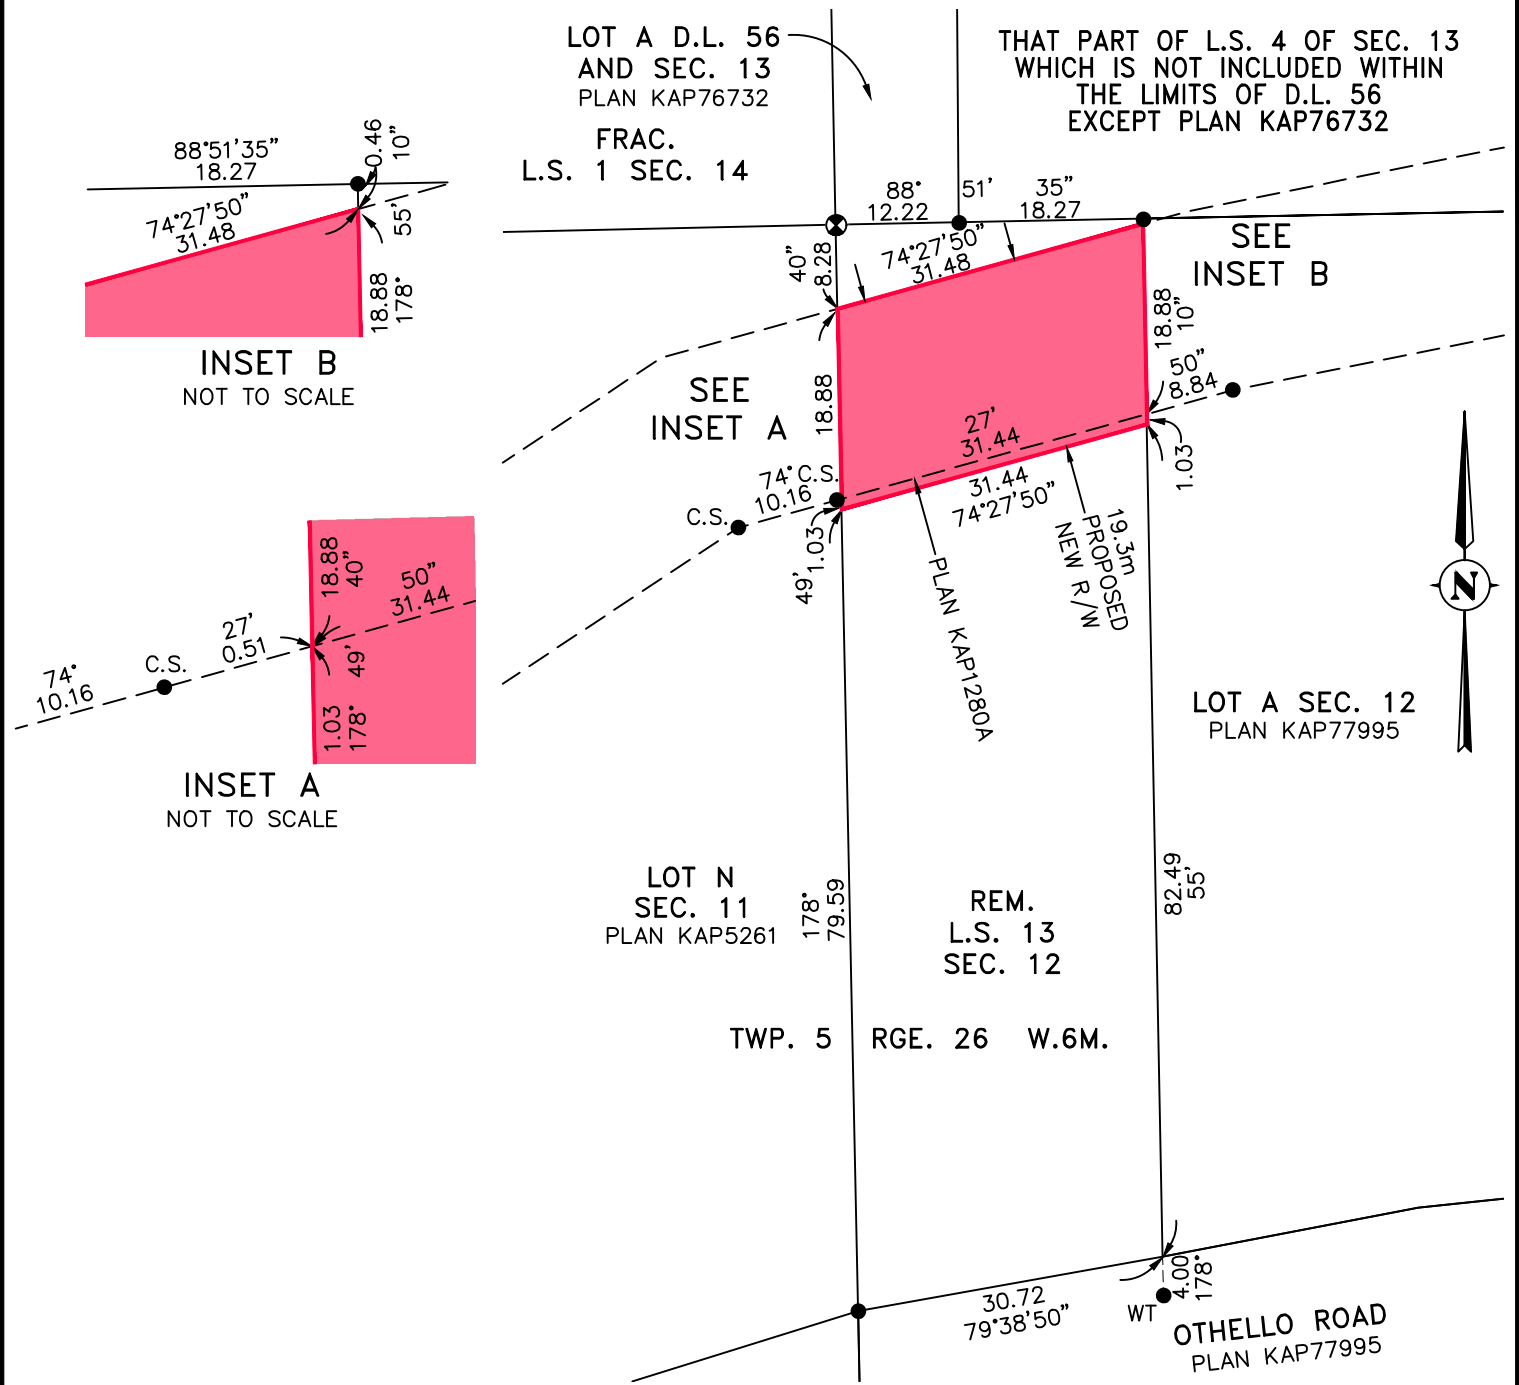 LOT A D.L. 56
AND SEC. 13
PLAN KAP76732
FRAC.
L.S. 1 SEC. 14
THAT PART OF L.S. 4 OF SEC. 13
WHICH IS NOT INCLUDED WITHIN
THE LIMITS OF D.L. 56
EXCEPT PLAN KAP76732
88°51'35"
18.27
0.46
10"
74°27'50"
31.48
55'
18.88
178°
INSET B
NOT TO SCALE
88°
12.22
51'
35"
18.27
40"
8.28
74°27'50"
31.48
SEE
INSET B
18.88
10"
50"
8.84
SEE
INSET A
18.88
27'
31.44
74°
10.16
C.S.
C.S.
31.44
74°27'50"
1.03
49'
1.03
19.3m
PROPOSED
NEW R/W
PLAN KAP1280A
N
18.88
40"
50"
31.44
27'
0.51
49'
C.S.
74°
10.16
1.03
178°
INSET A
NOT TO SCALE
LOT A SEC. 12
PLAN KAP77995
LOT N
SEC. 11
PLAN KAP5261
178°
79.59
REM.
L.S. 13
SEC. 12
82.49
55'
TWP. 5 RGE. 26 W.6M.
30.72
79°38'50"
4.00
178°
WT
OTHELLO ROAD
PLAN KAP77995